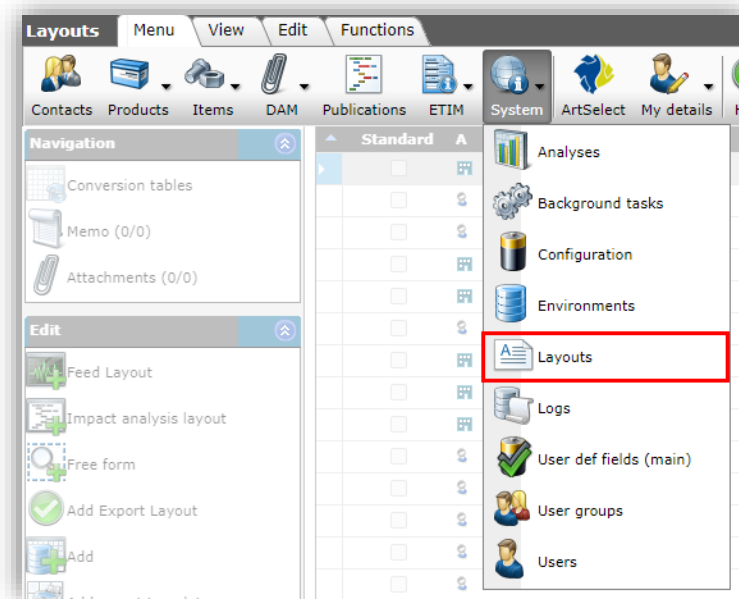 Layouts Menu View Edit Functions
Contacts Products Items DAM Publications ETIM System ArtSelect My details
Navigation
Conversion tables
Memo (0/0)
Attachments (0/0)
Edit
Feed Layout
Impact analysis layout
Free form
Add Export Layout
Add
Standard A
Analyses
Background tasks
Configuration
Environments
Layouts
Logs
User def fields (main)
User groups
Users